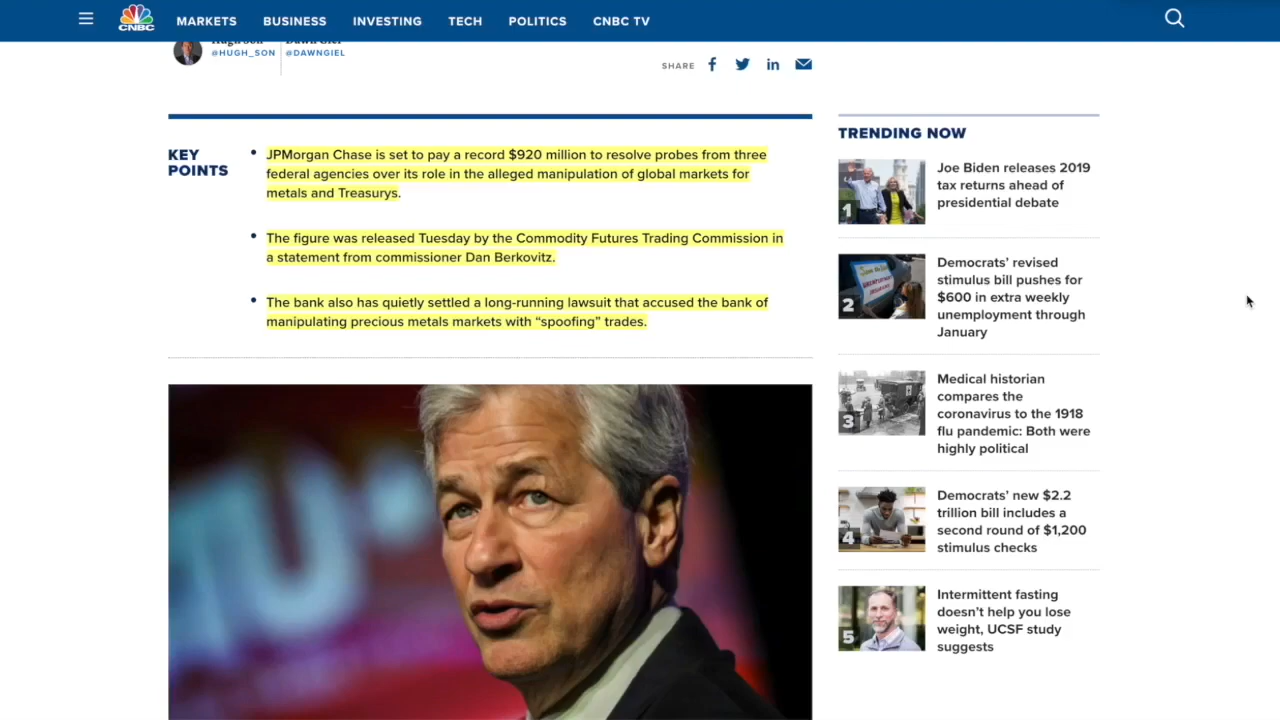 CNBC
MARKETS
BUSINESS
INVESTING
TECH
POLITICS
CNBC TV
@HUGH_SON
@DAWNGIEL
SHARE
KEY
POINTS
JPMorgan Chase is set to pay a record $920 million to resolve probes from three
federal agencies over its role in the alleged manipulation of global markets for
metals and Treasurys.
The figure was released Tuesday by the Commodity Futures Trading Commission in
a statement from commissioner Dan Berkovitz.
The bank also has quietly settled a long-running lawsuit that accused the bank of
manipulating precious metals markets with “spoofing” trades.
TRENDING NOW
1
Joe Biden releases 2019
tax returns ahead of
presidential debate
2
Democrats’ revised
stimulus bill pushes for
$600 in extra weekly
unemployment through
January
3
Medical historian
compares the
coronavirus to the 1918
flu pandemic: Both were
highly political
4
Democrats’ new $2.2
trillion bill includes a
second round of $1,200
stimulus checks
5
Intermittent fasting
doesn’t help you lose
weight, UCSF study
suggests